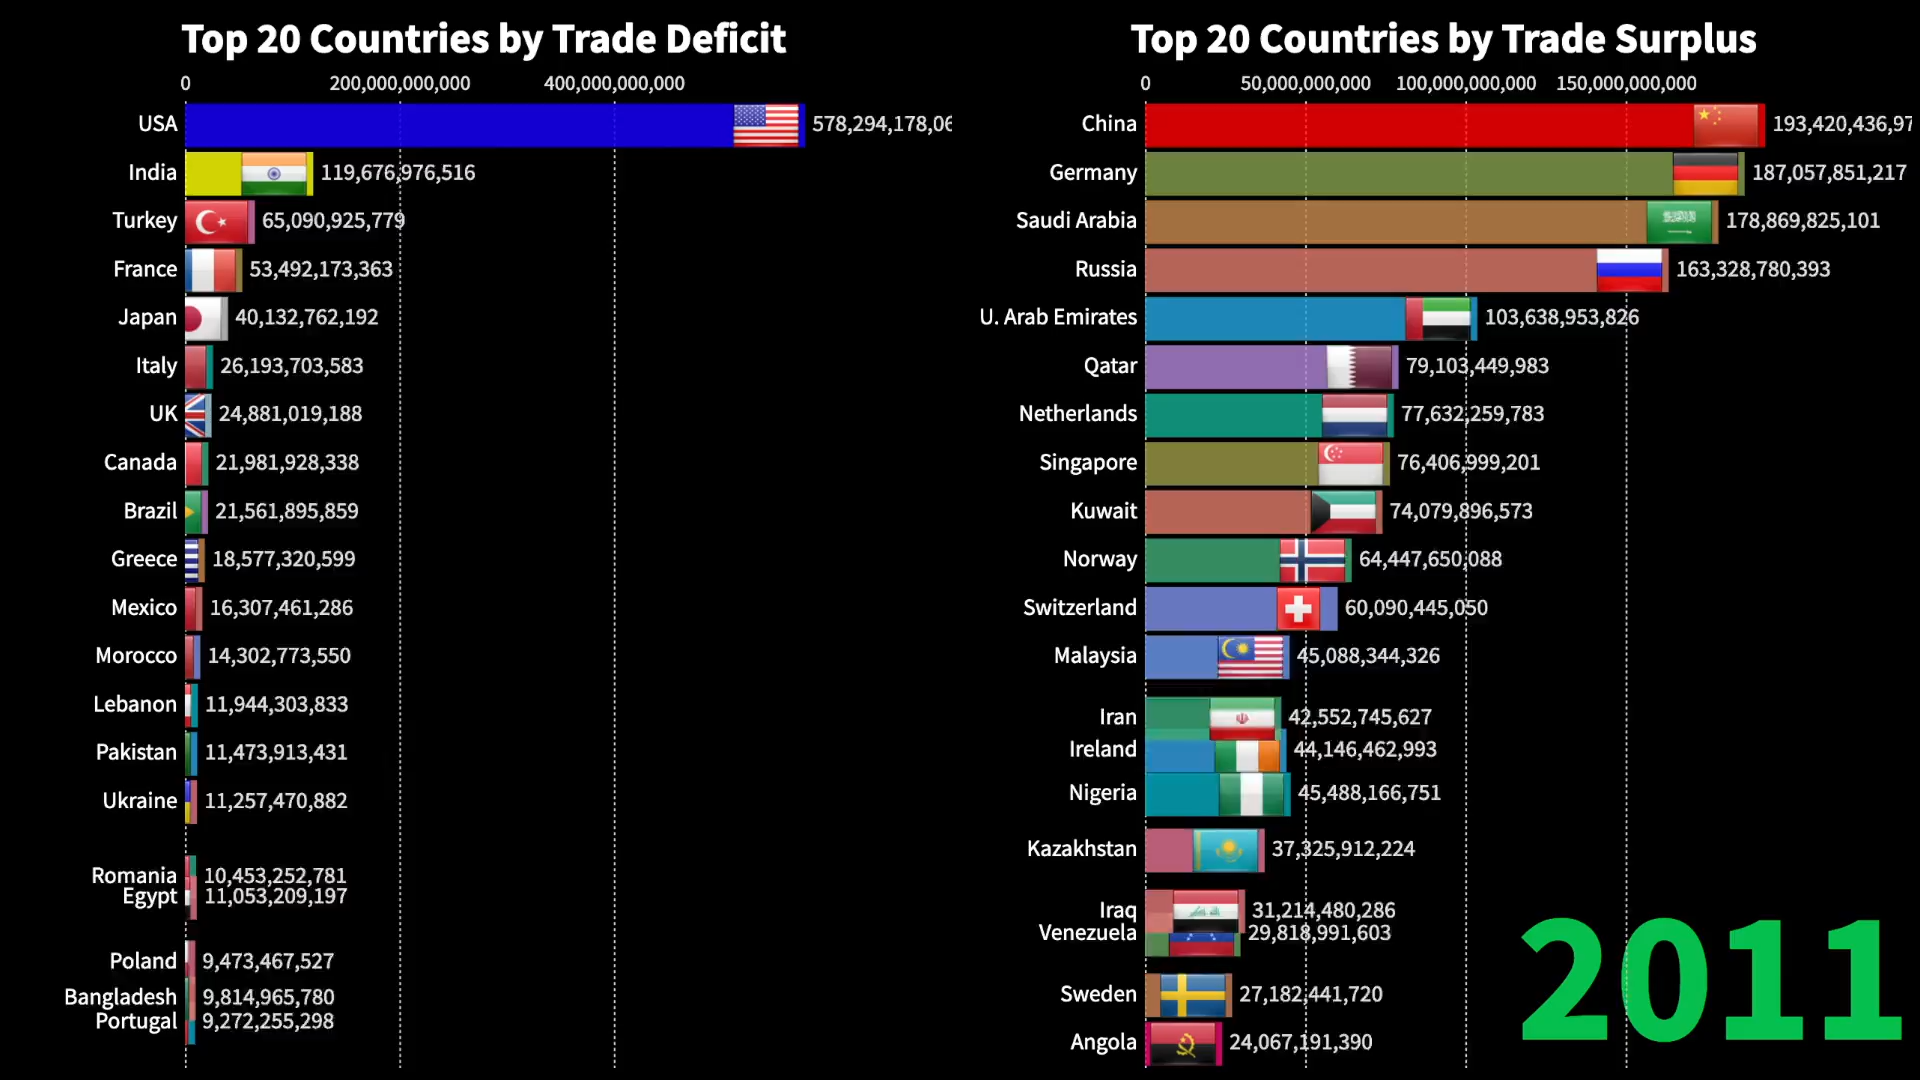 Top 20 Countries by Trade Deficit
0 200,000,000,000 400,000,000,000
USA 578,294,178,06
India 119,676,976,516
Turkey 65,090,925,779
France 53,492,173,363
Japan 40,132,762,192
Italy 26,193,703,583
UK 24,881,019,188
Canada 21,981,928,338
Brazil 21,561,895,859
Greece 18,577,320,599
Mexico 16,307,461,286
Morocco 14,302,773,550
Lebanon 11,944,303,833
Pakistan 11,473,913,431
Ukraine 11,257,470,882
Romania 10,453,252,781
Egypt 11,053,209,197
Poland 9,473,467,527
Bangladesh 9,814,965,780
Portugal 9,272,255,298
Top 20 Countries by Trade Surplus
0 50,000,000,000 100,000,000,000 150,000,000,000
China 193,420,436,97
Germany 187,057,851,217
Saudi Arabia 178,869,825,101
Russia 163,328,780,393
U. Arab Emirates 103,638,953,826
Qatar 79,103,449,983
Netherlands 77,632,259,783
Singapore 76,406,999,201
Kuwait 74,079,896,573
Norway 64,447,650,088
Switzerland 60,090,445,050
Malaysia 45,088,344,326
Iran 42,552,745,627
Ireland 44,146,462,993
Nigeria 45,488,166,751
Kazakhstan 37,325,912,224
Iraq 31,214,480,286
Venezuela 29,818,991,603
Sweden 27,182,441,720
Angola 24,067,191,390
2011